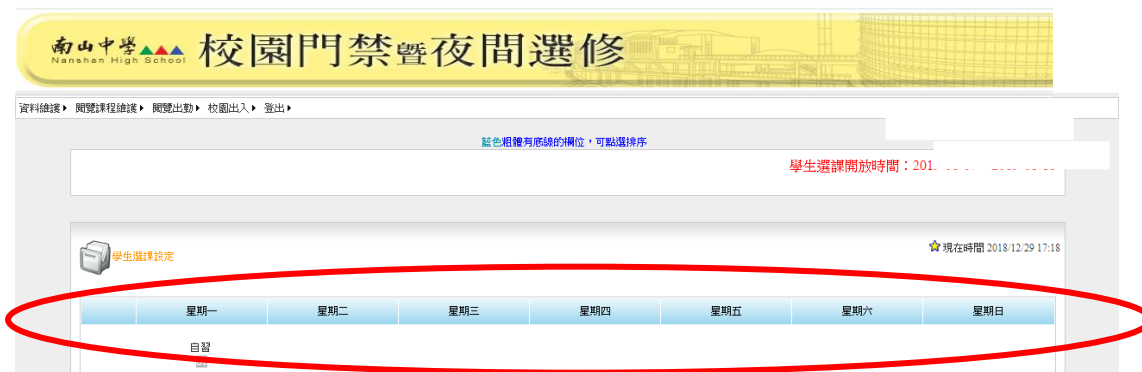 南山中學 校園門禁暨夜間選修
Nanshan High School
資料維護 閱覽課程維護 閱覽出勤 校園出入 登出
藍色粗體有底線的欄位，可點選排序
學生選課開放時間：201
學生選課設定
現在時間 2018/12/29 17:18
星期一 星期二 星期三 星期四 星期五 星期六 星期日
自習